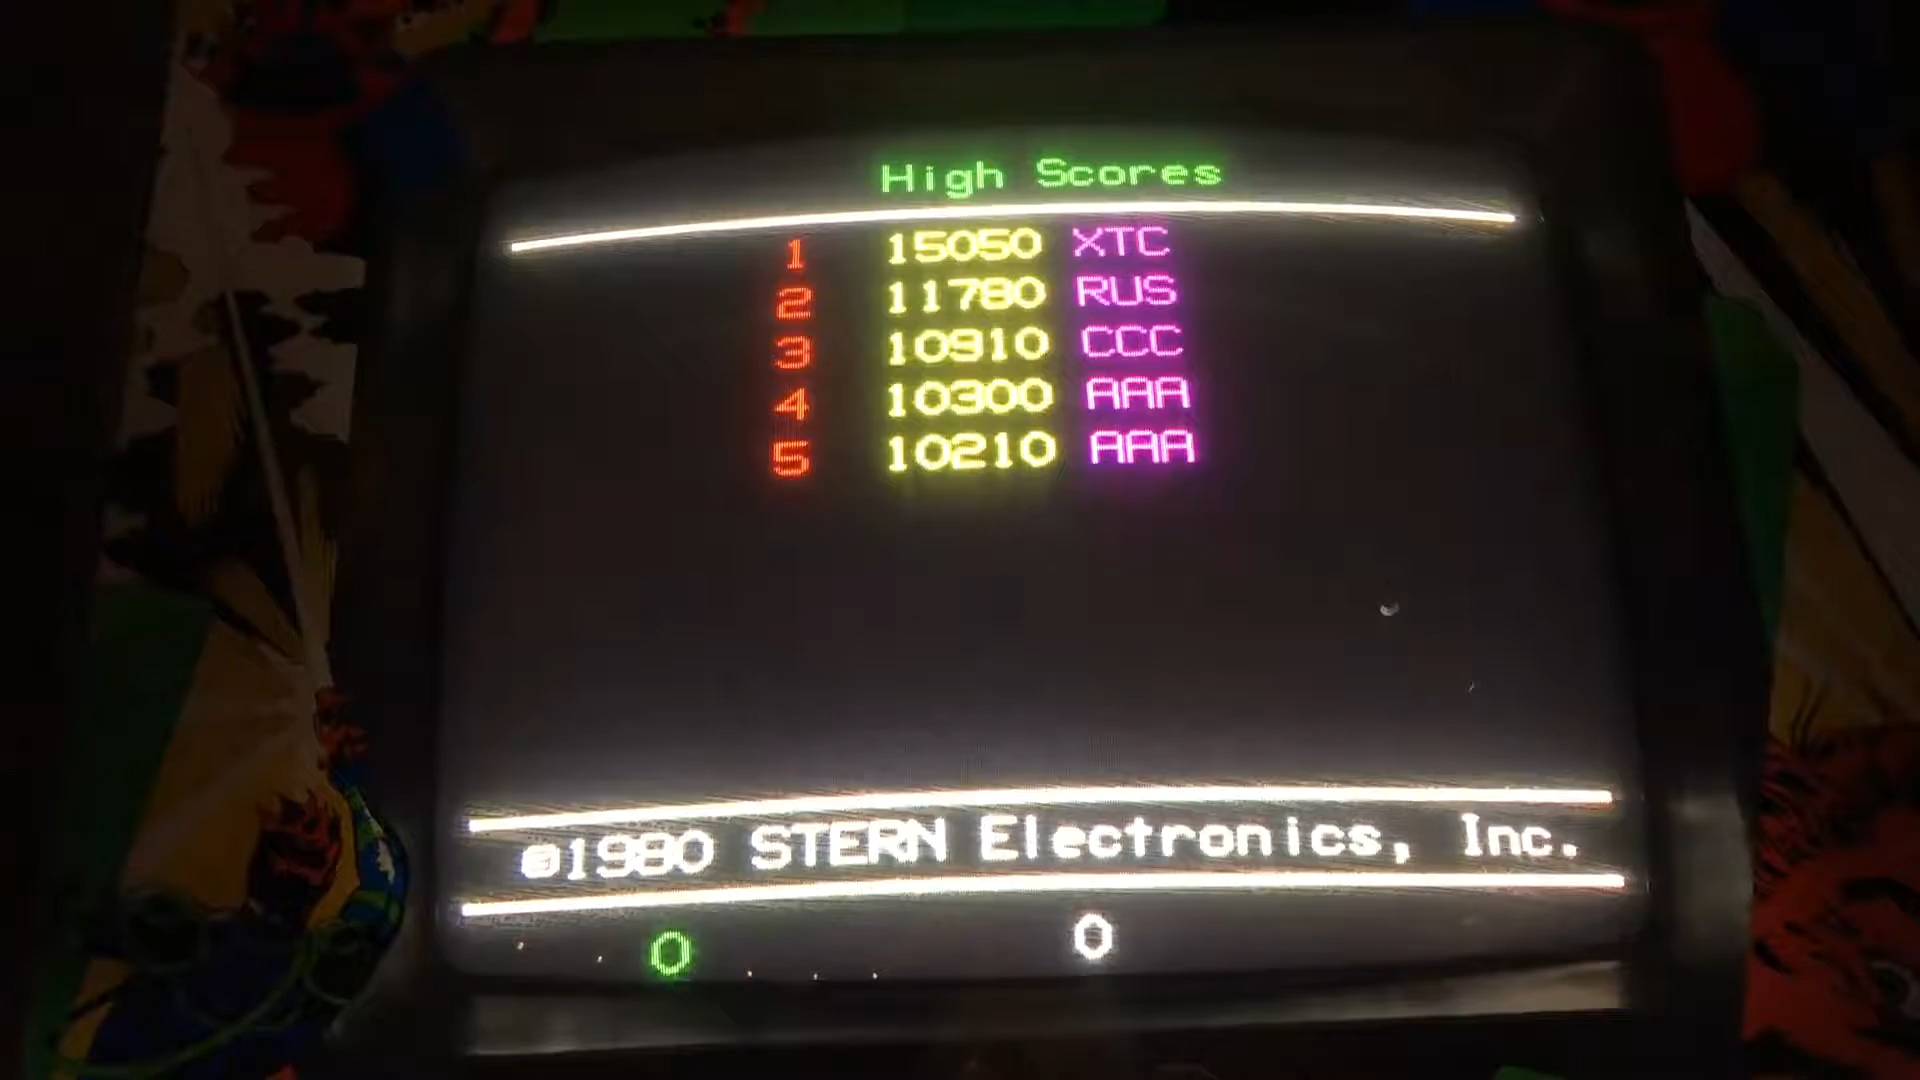 High Scores
1 15050 XTC
2 11780 RUS
3 10910 CCC
4 10300 AAA
5 10210 AAA
©1980 STERN Electronics, Inc.
0 0